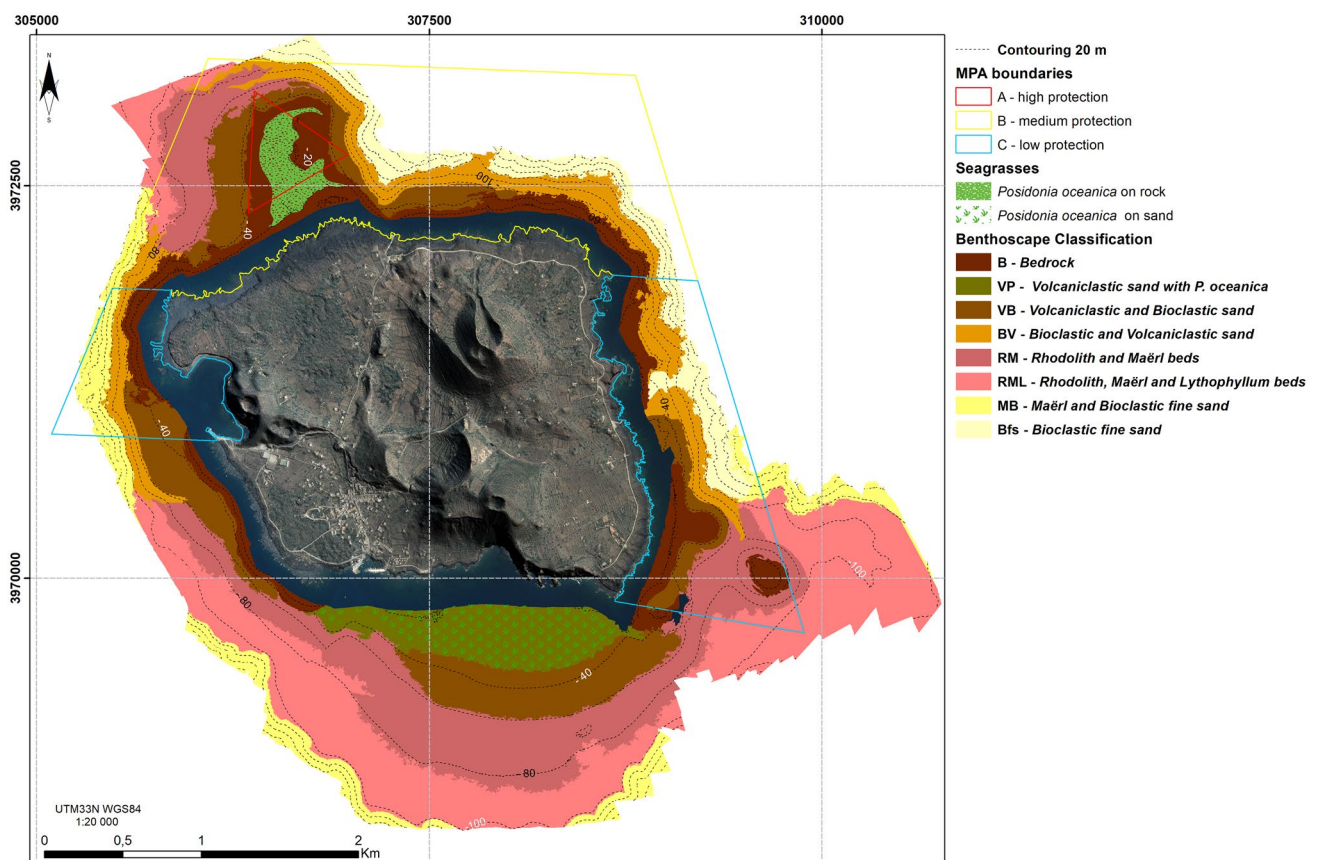 305000
307500
310000
N
S
3972500
3970000
-20
-40
100
-80
-40
-40
-100
-80
-40
-80
-100
UTM33N WGS84
1:20 000
0
0,5
1
2
Km
Contouring 20 m
MPA boundaries
A - high protection
B - medium protection
C - low protection
Seagrasses
Posidonia oceanica on rock
Posidonia oceanica on sand
Benthoscape Classification
B - Bedrock
VP - Volcaniclastic sand with P. oceanica
VB - Volcaniclastic and Bioclastic sand
BV - Bioclastic and Volcaniclastic sand
RM - Rhodolith and Maërl beds
RML - Rhodolith, Maërl and Lythophyllum beds
MB - Maërl and Bioclastic fine sand
Bfs - Bioclastic fine sand